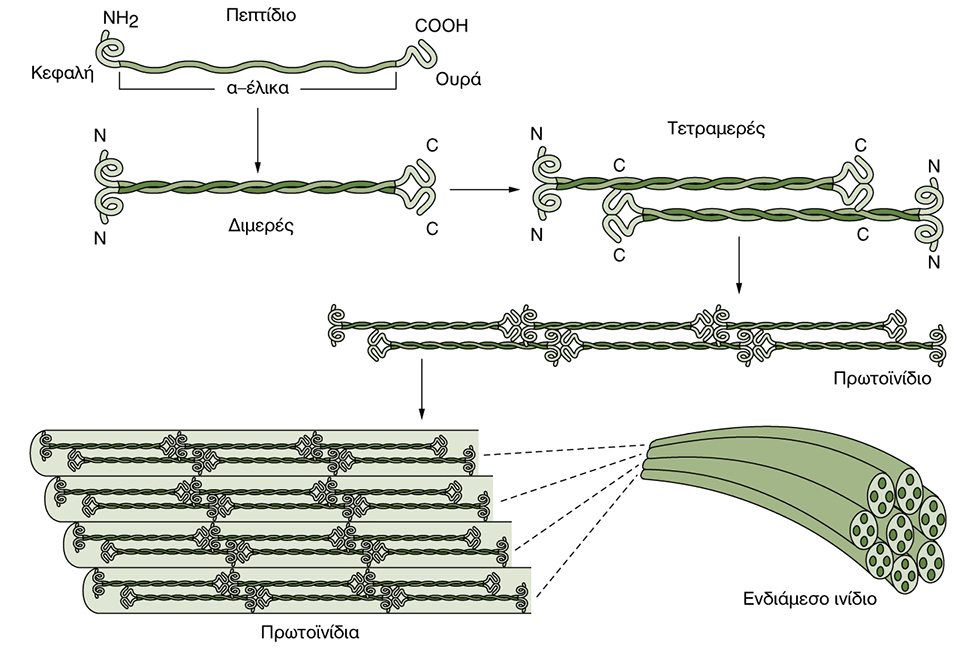 NH2
Πεπτίδιο
COOH
Κεφαλή
Ουρά
α–έλικα
N
C
N
C
Διμερές
Τετραμερές
N
C
C
N
N
C
C
N
Πρωτοϊνίδιο
Ενδιάμεσο ινίδιο
Πρωτοϊνίδια